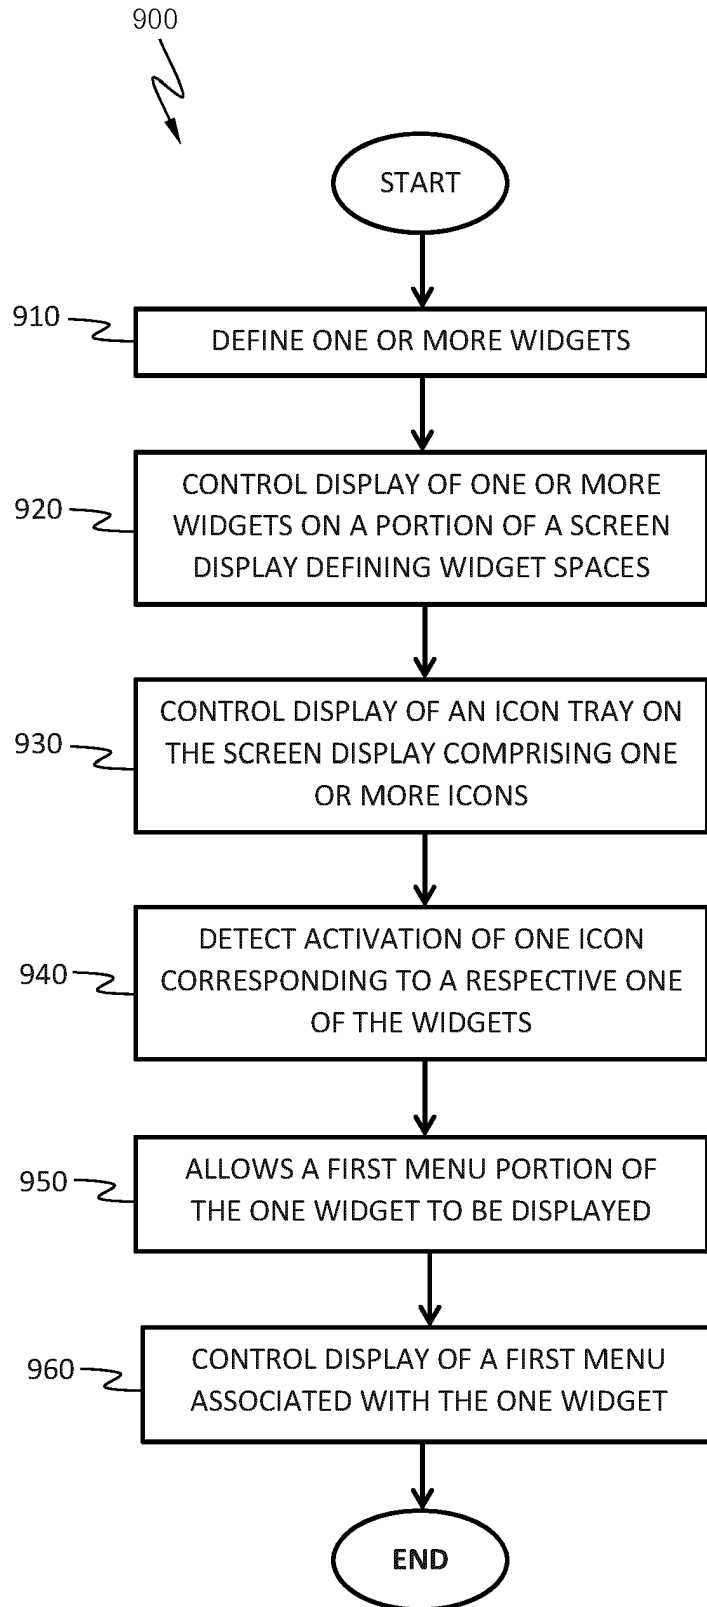 900
START
910
DEFINE ONE OR MORE WIDGETS
920
CONTROL DISPLAY OF ONE OR MORE
WIDGETS ON A PORTION OF A SCREEN
DISPLAY DEFINING WIDGET SPACES
930
CONTROL DISPLAY OF AN ICON TRAY ON
THE SCREEN DISPLAY COMPRISING ONE
OR MORE ICONS
940
DETECT ACTIVATION OF ONE ICON
CORRESPONDING TO A RESPECTIVE ONE
OF THE WIDGETS
950
ALLOWS A FIRST MENU PORTION OF
THE ONE WIDGET TO BE DISPLAYED
960
CONTROL DISPLAY OF A FIRST MENU
ASSOCIATED WITH THE ONE WIDGET
END